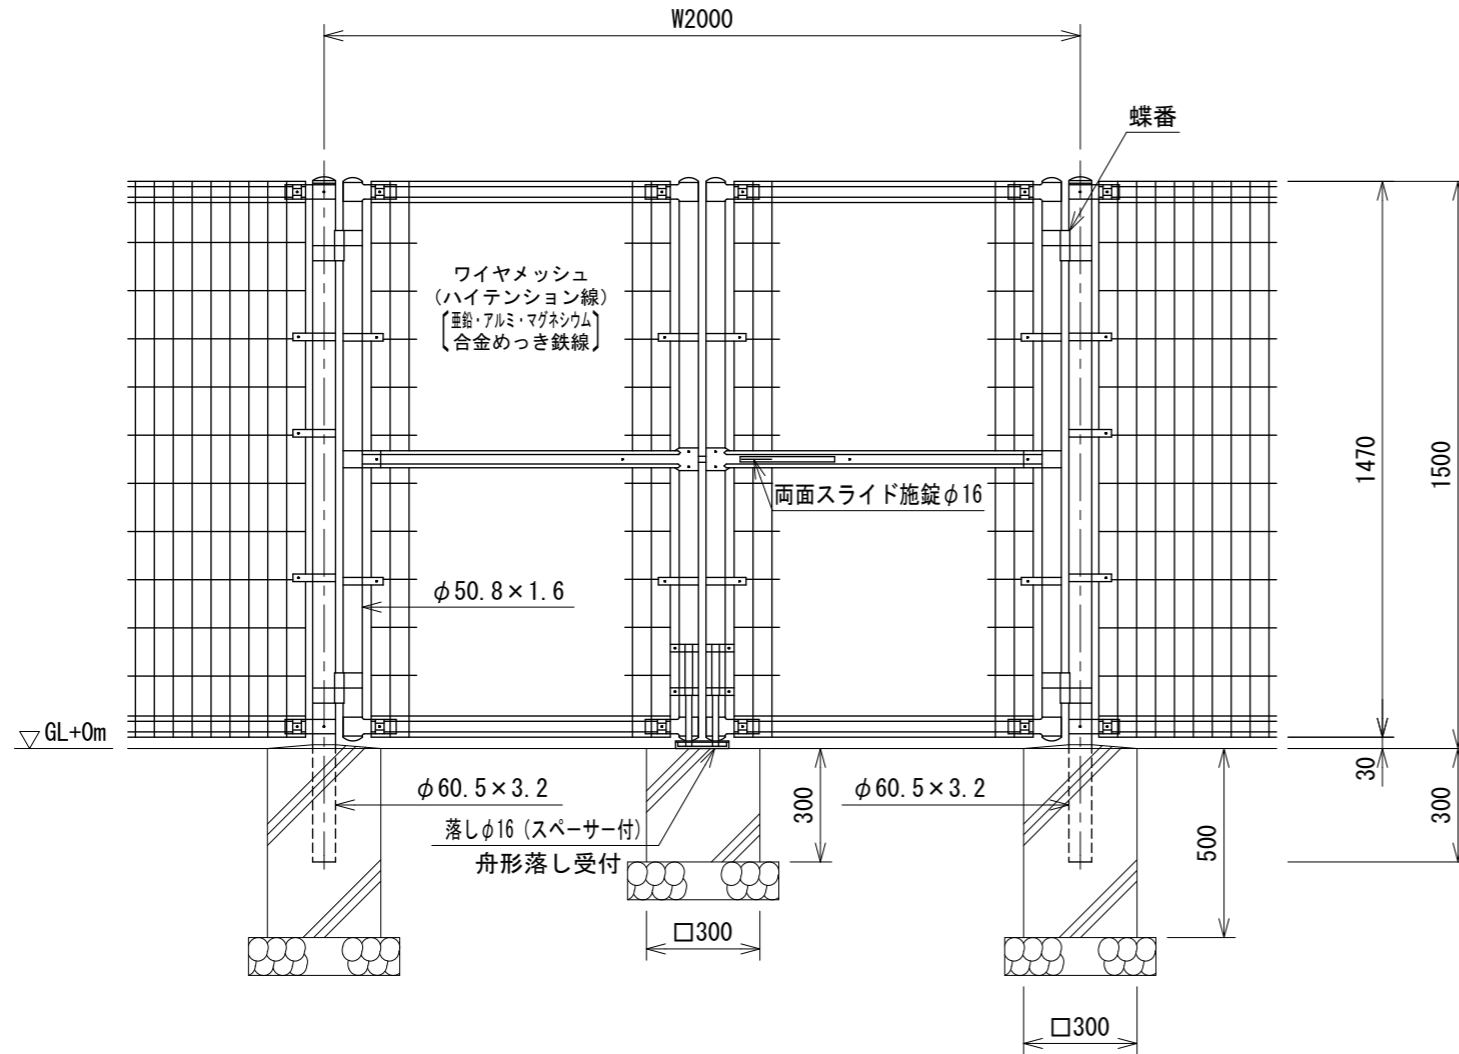 W2000
蝶番
ワイヤメッシュ
(ハイテンション線)
〔亜鉛・アルミ・マグネシウム
合金めっき鉄線〕
1470
1500
両面スライド施錠φ16
φ50.8×1.6
GL+0m
φ60.5×3.2
φ60.5×3.2
30
300
300
落しφ16 (スペーサー付)
舟形落し受付
500
□300
□300